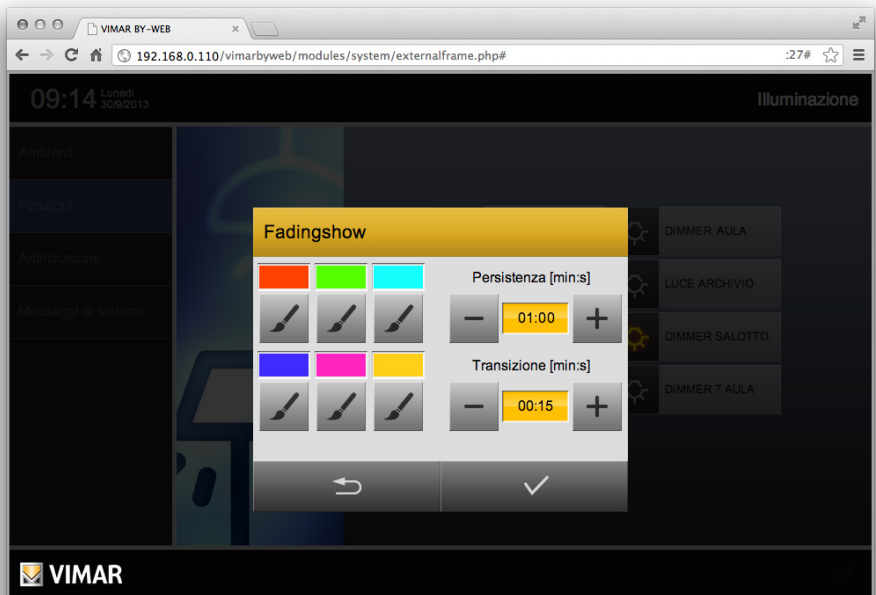 VIMAR BY-WEB
192.168.0.110/vimarbyweb/modules/system/externalframe.php#
:27#
09:14
Lunedì
30/9/2013
Illuminazione
Ambienti
Funzioni
Antintrusione
Messaggi di sistema
Fadingshow
Persistenza [min:s]
01:00
Transizione [min:s]
00:15
DIMMER AULA
LUCE ARCHIVIO
DIMMER SALOTTO
DIMMER 7 AULA
VIMAR